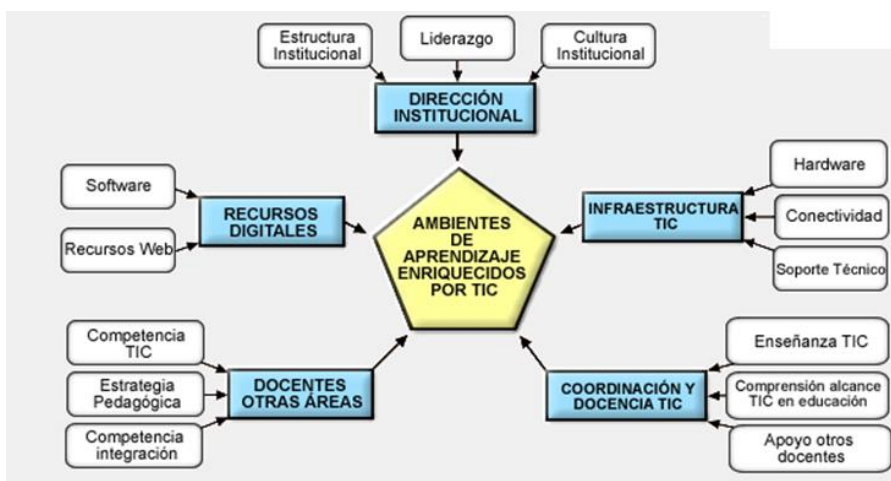 Estructura
Institucional
Liderazgo
Cultura
Institucional
DIRECCIÓN
INSTITUCIONAL
Software
Recursos Web
RECURSOS
DIGITALES
AMBIENTES
DE
APRENDIZAJE
ENRIQUECIDOS
POR TIC
INFRAESTRUCTURA
TIC
Hardware
Conectividad
Soporte Técnico
Competencia
TIC
Estrategia
Pedagógica
Competencia
integración
DOCENTES
OTRAS ÁREAS
COORDINACIÓN Y
DOCENCIA TIC
Enseñanza TIC
Comprensión alcance
TIC en educación
Apoyo otros
docentes